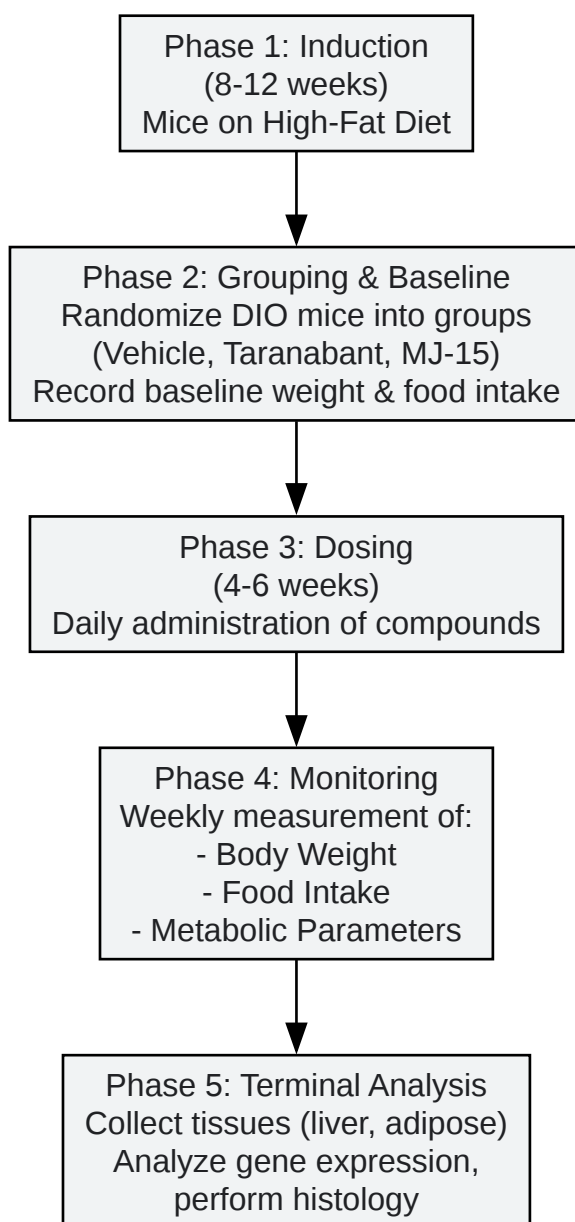 Phase 1: Induction
(8-12 weeks)
Mice on High-Fat Diet
Phase 2: Grouping & Baseline
Randomize DIO mice into groups
(Vehicle, Taranabant, MJ-15)
Record baseline weight & food intake
Phase 3: Dosing
(4-6 weeks)
Daily administration of compounds
Phase 4: Monitoring
Weekly measurement of:
- Body Weight
- Food Intake
- Metabolic Parameters
Phase 5: Terminal Analysis
Collect tissues (liver, adipose)
Analyze gene expression,
perform histology